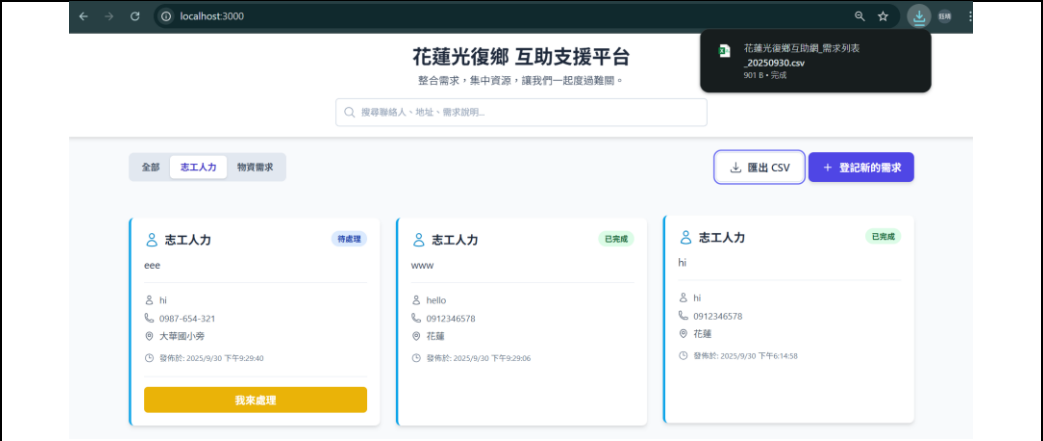 localhost:3000
花蓮光復鄉互助網_需求列表
_20250930.csv
901 B • 完成
花蓮光復鄉 互助支援平台
整合需求，集中資源，讓我們一起度過難關。
搜尋聯絡人、地址、需求說明...
全部
志工人力
物資需求
匯出 CSV
+ 登記新的需求
志工人力
待處理
eee
hi
0987-654-321
大華國小旁
發佈於: 2025/9/30 下午9:29:40
我來處理
志工人力
已完成
www
hello
0912346578
花蓮
發佈於: 2025/9/30 下午9:29:06
志工人力
已完成
hi
hi
0912346578
花蓮
發佈於: 2025/9/30 下午6:14:58